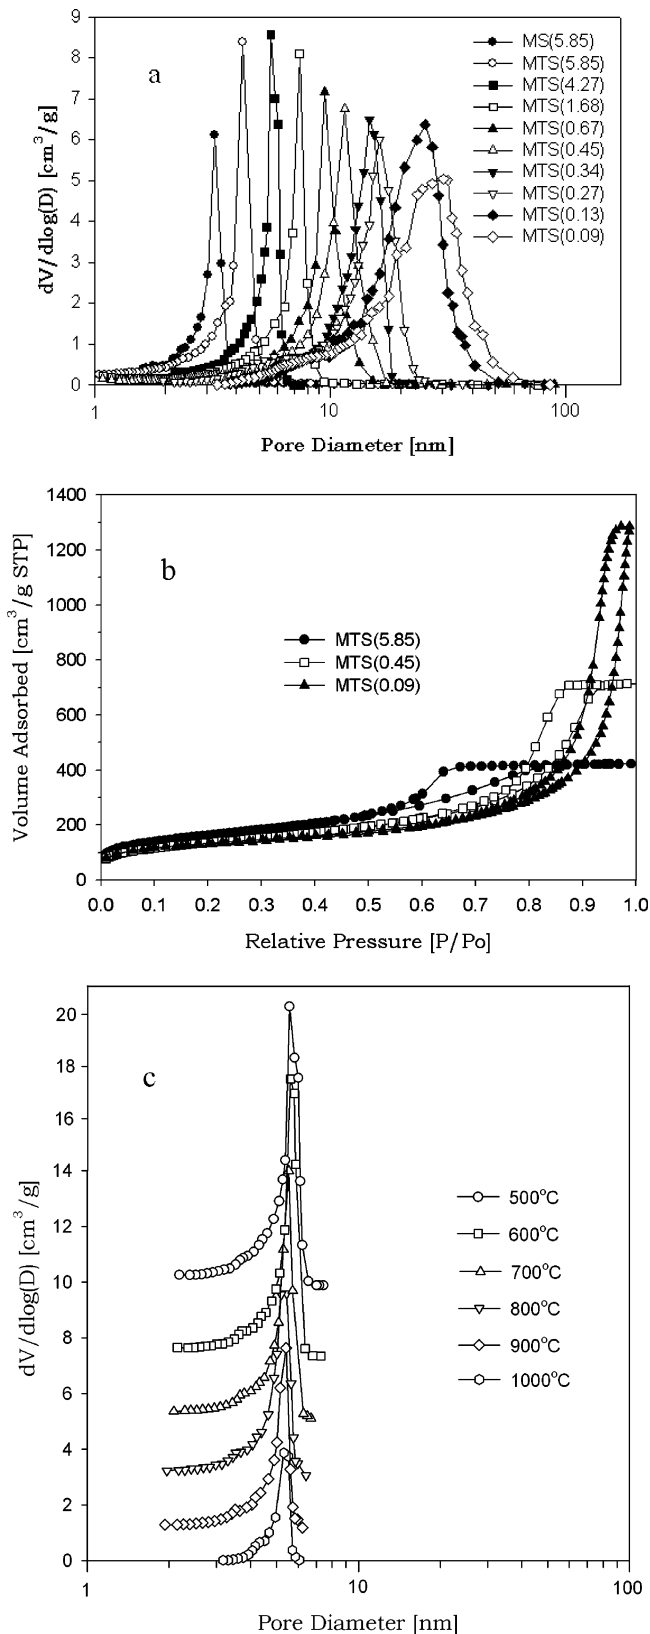 a
9
8
7
6
5
4
3
2
1
0
dV/dlog(D) [cm³/g]
MS(5.85)
MTS(5.85)
MTS(4.27)
MTS(1.68)
MTS(0.67)
MTS(0.45)
MTS(0.34)
MTS(0.27)
MTS(0.13)
MTS(0.09)
1 10 100
Pore Diameter [nm]
b
1400
1200
1000
800
600
400
200
0
Volume Adsorbed [cm³/g STP]
MTS(5.85)
MTS(0.45)
MTS(0.09)
0.0 0.1 0.2 0.3 0.4 0.5 0.6 0.7 0.8 0.9 1.0
Relative Pressure [P/Po]
c
20
18
16
14
12
10
8
6
4
2
0
dV/dlog(D) [cm³/g]
500°C
600°C
700°C
800°C
900°C
1000°C
1 10 100
Pore Diameter [nm]